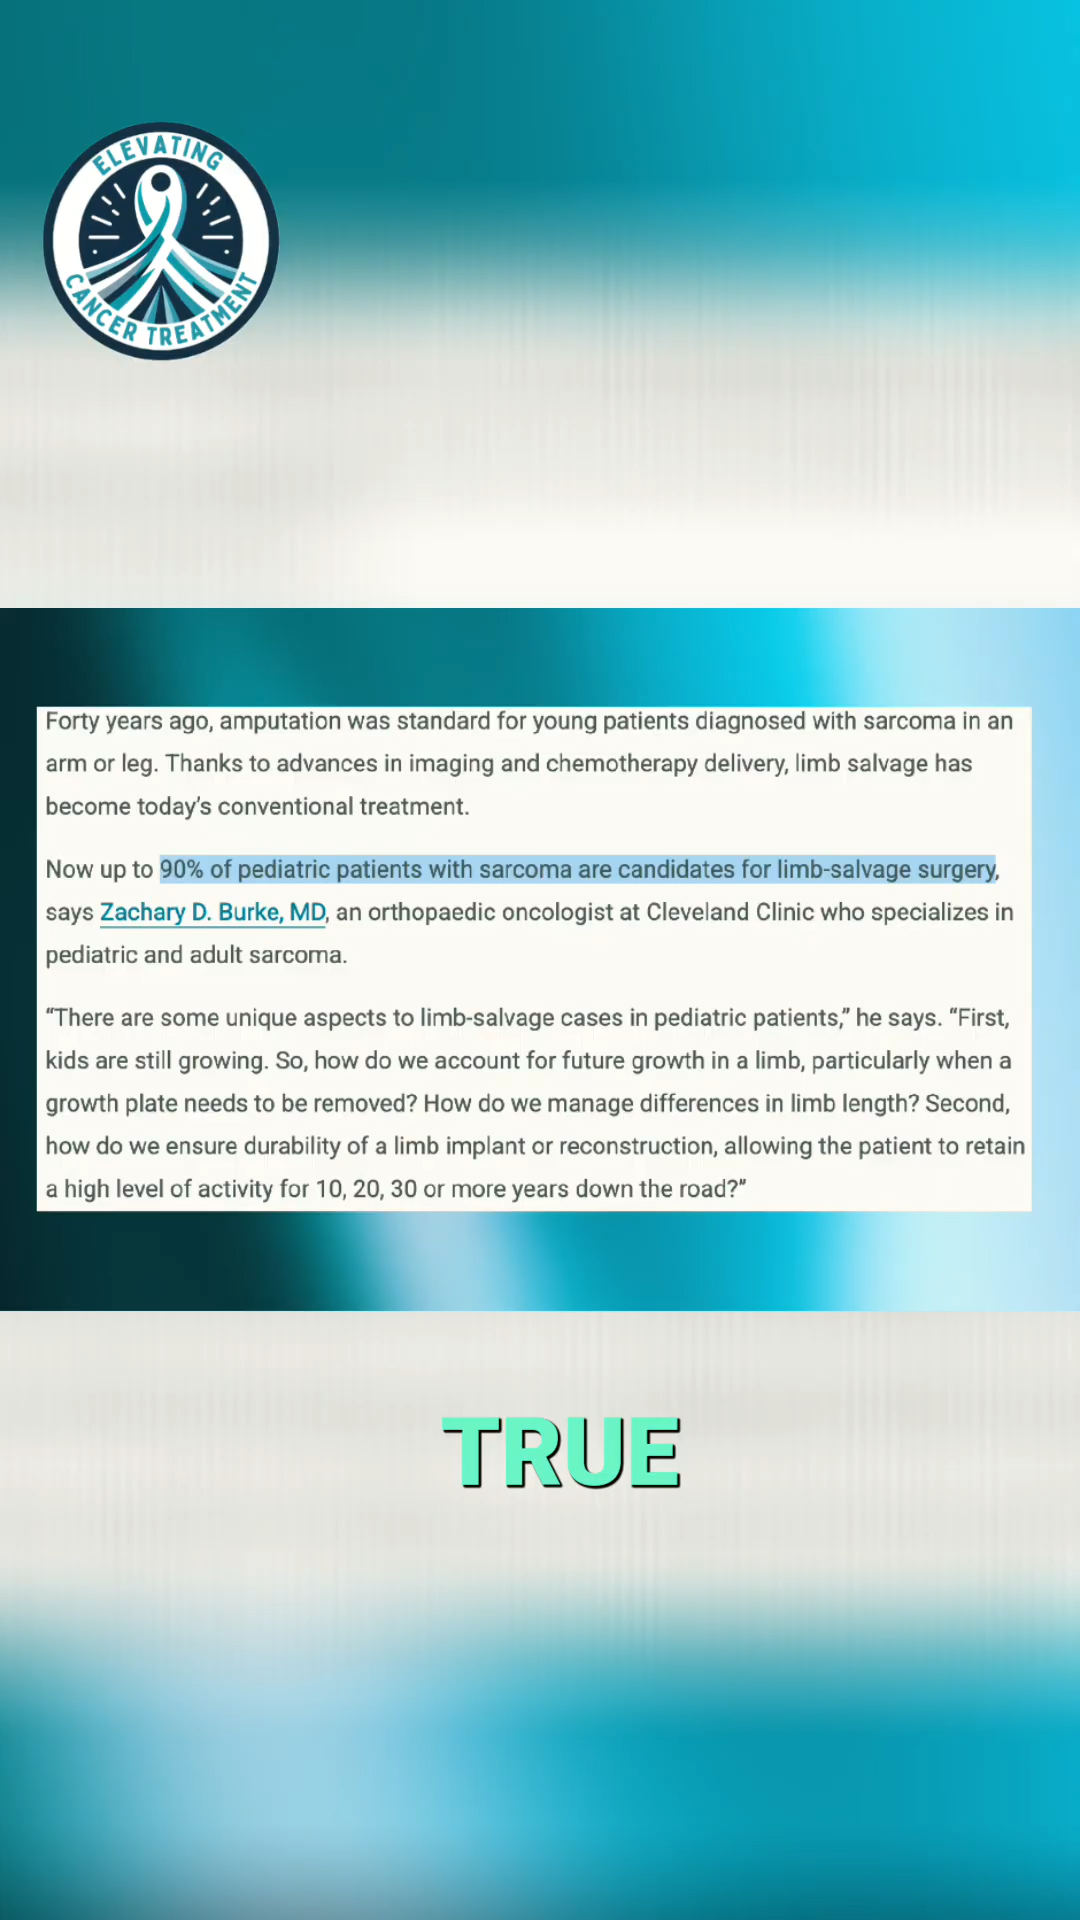 ELEVATING
CANCER TREATMENT
Forty years ago, amputation was standard for young patients diagnosed with sarcoma in an
arm or leg. Thanks to advances in imaging and chemotherapy delivery, limb salvage has
become today’s conventional treatment.
Now up to 90% of pediatric patients with sarcoma are candidates for limb-salvage surgery,
says Zachary D. Burke, MD, an orthopaedic oncologist at Cleveland Clinic who specializes in
pediatric and adult sarcoma.
“There are some unique aspects to limb-salvage cases in pediatric patients,” he says. “First,
kids are still growing. So, how do we account for future growth in a limb, particularly when a
growth plate needs to be removed? How do we manage differences in limb length? Second,
how do we ensure durability of a limb implant or reconstruction, allowing the patient to retain
a high level of activity for 10, 20, 30 or more years down the road?”
TRUE